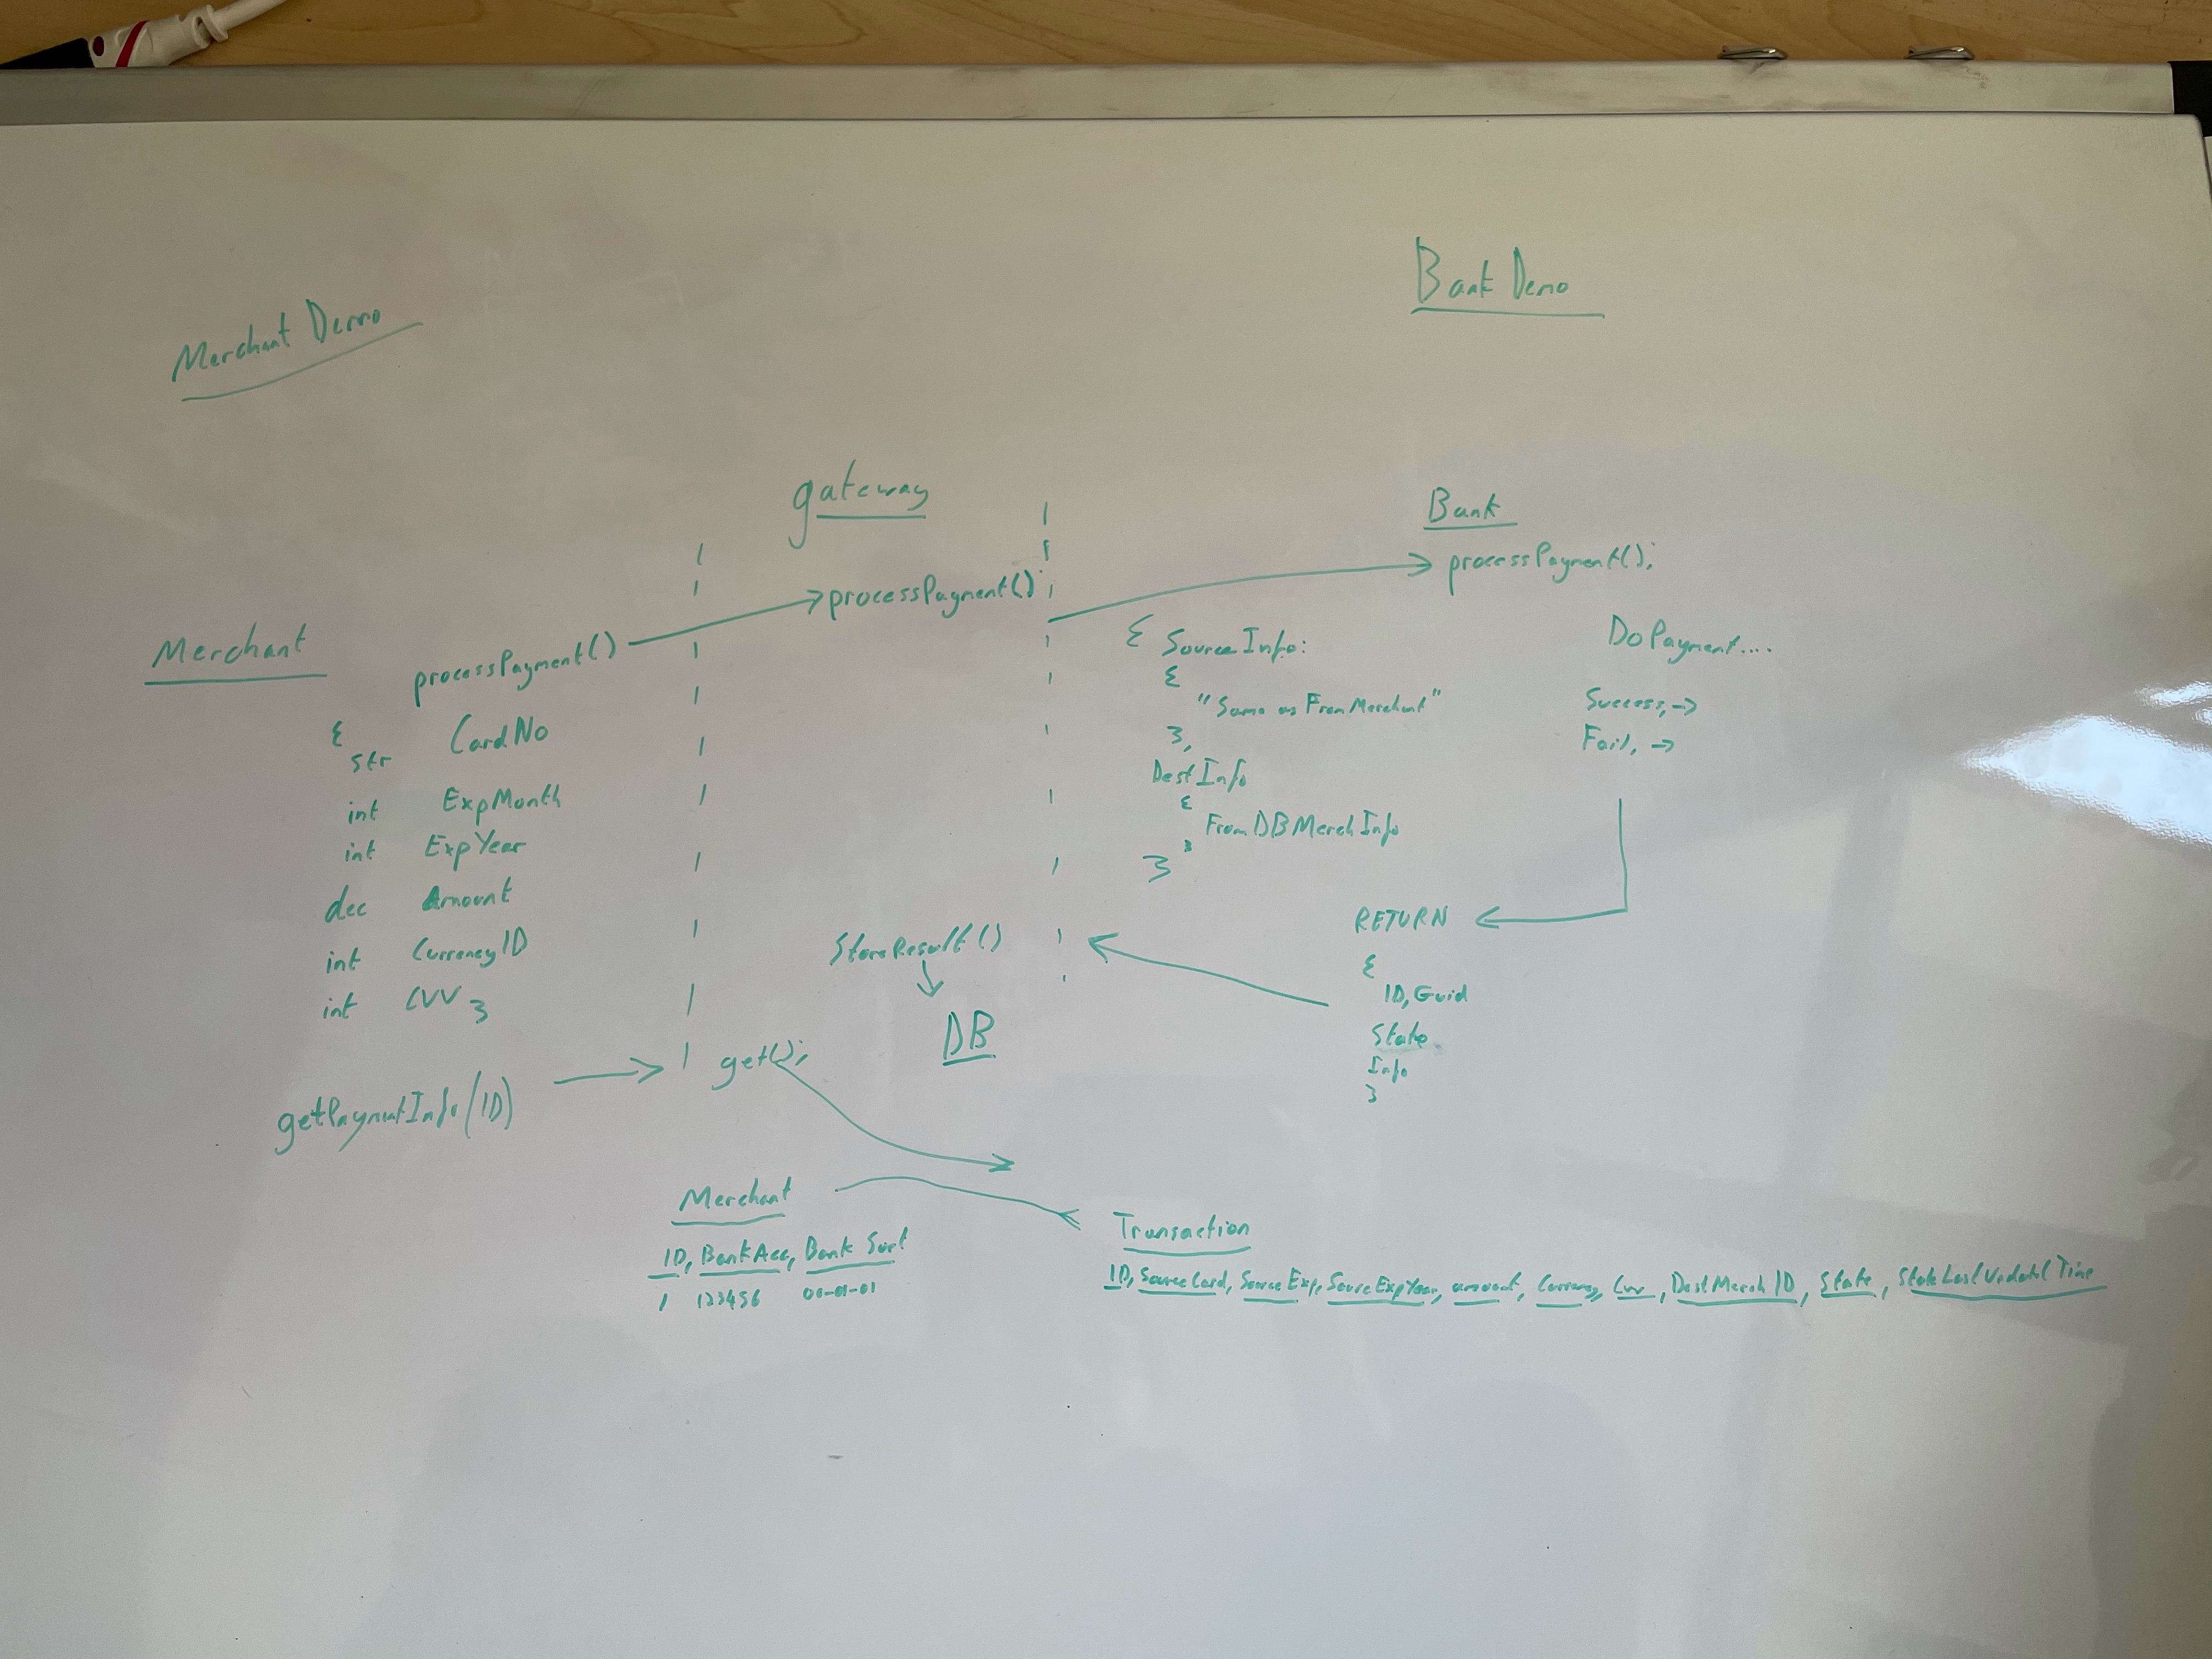 Bank Demo
Merchant Demo
gateway
Bank
processPayment();
processPayment();
Merchant
processPayment()
{
str CardNo
int ExpMonth
int ExpYear
dec Amount
int CurrencyID
int CVV }
getPaymentInfo(ID)
{ SourceInfo:
{
"Same as From Merchant"
},
DestInfo
{
From DB Merch Info
}
}
DoPayment....
Success, ->
Fail, ->
RETURN
{
ID, Guid
State
Info
}
StoreResult()
DB
get();
Merchant
ID, BankAcc, Bank Sort
1 123456 01-01-01
Transaction
ID, SourceCard, SourceExp, SourceExpYear, amount, Currency, Cvv, DestMerchID, State, StateLastUpdatedTime